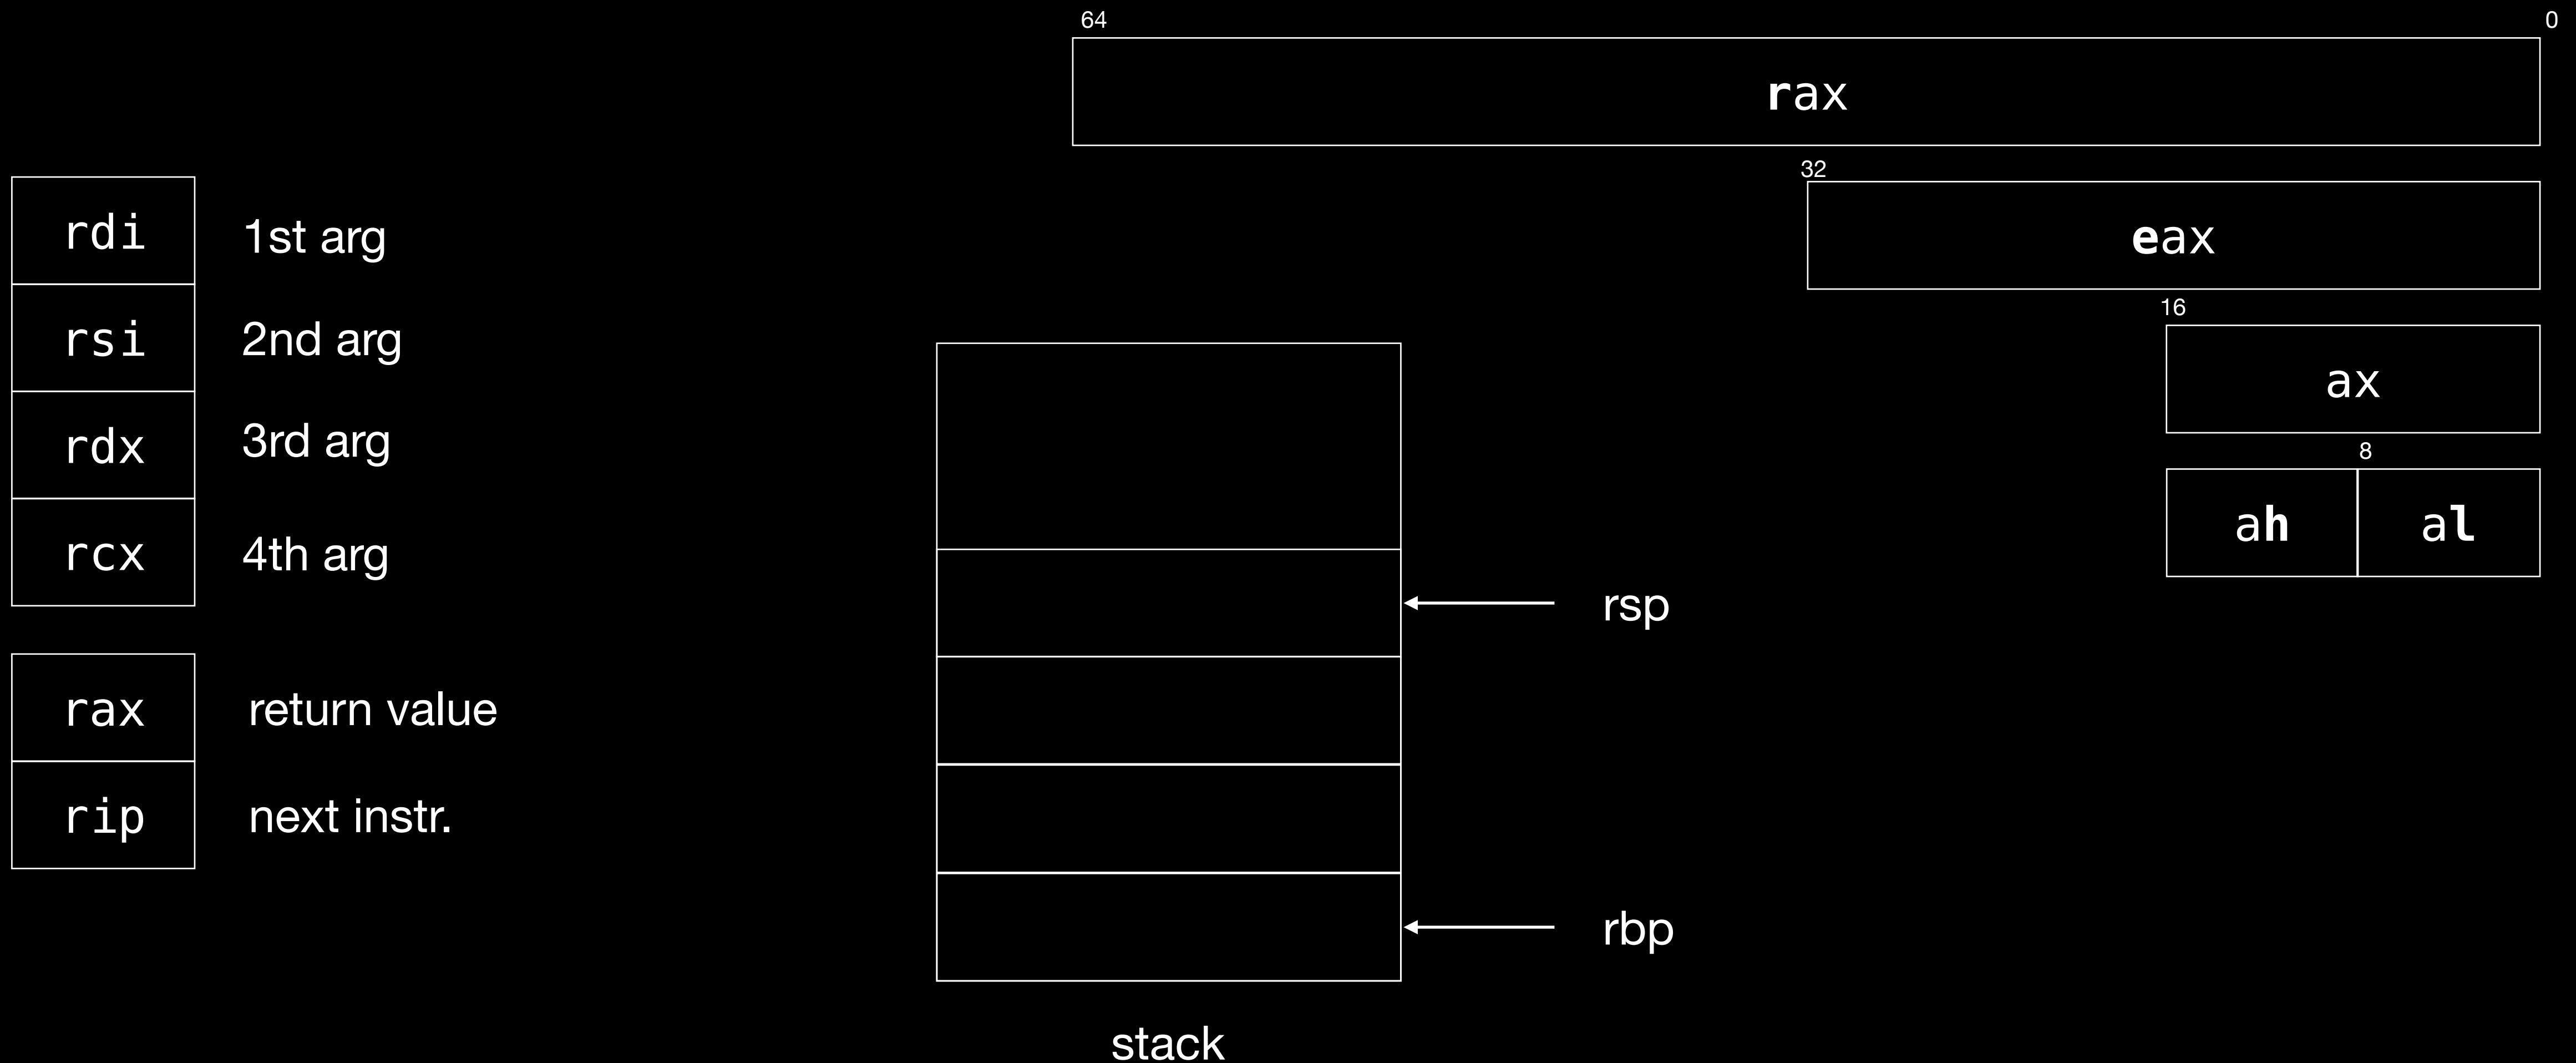 64 0
rax
32
eax
16
ax
8
ah al
rdi 1st arg
rsi 2nd arg
rdx 3rd arg
rcx 4th arg
rax return value
rip next instr.
rsp
rbp
stack